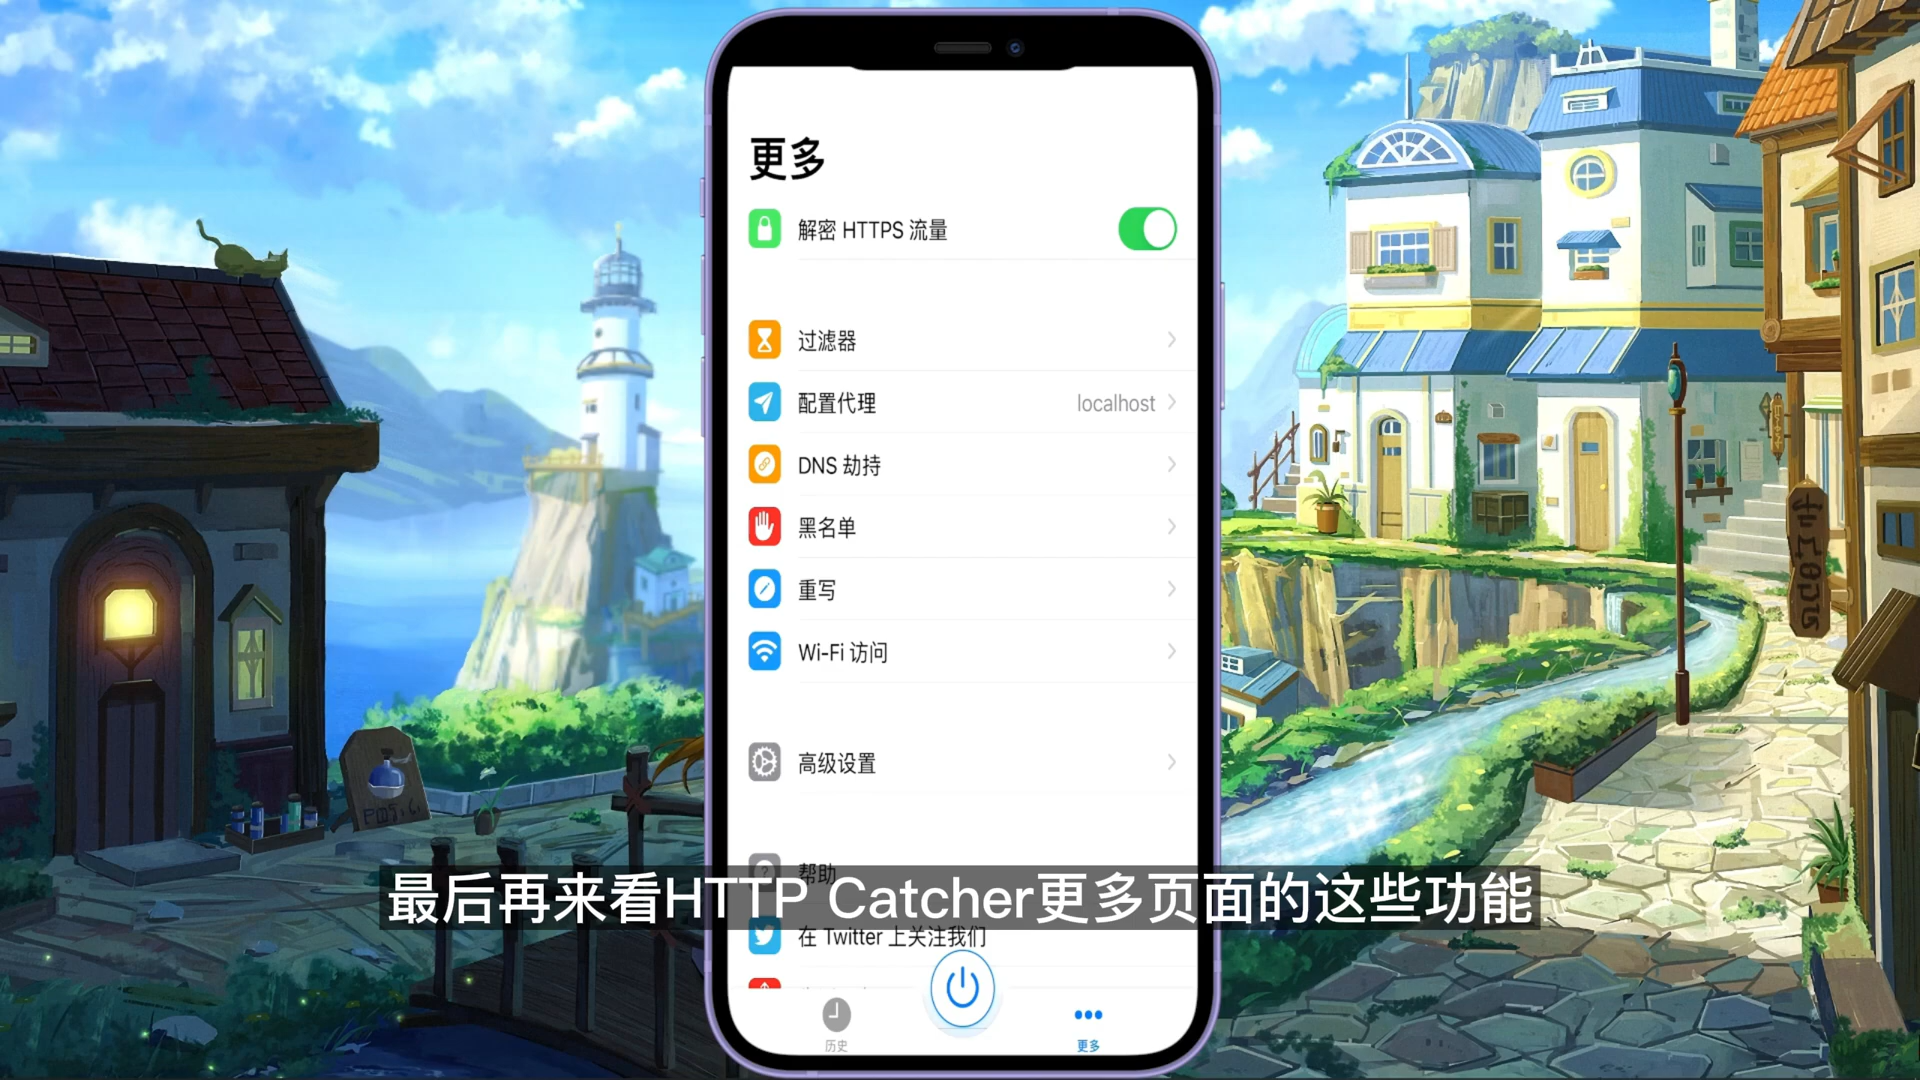 更多
解密 HTTPS 流量
过滤器
配置代理 localhost
DNS 劫持
黑名单
重写
Wi-Fi 访问
高级设置
帮助
最后再来看HTTP Catcher更多页面的这些功能
在 Twitter 上关注我们
历史
更多